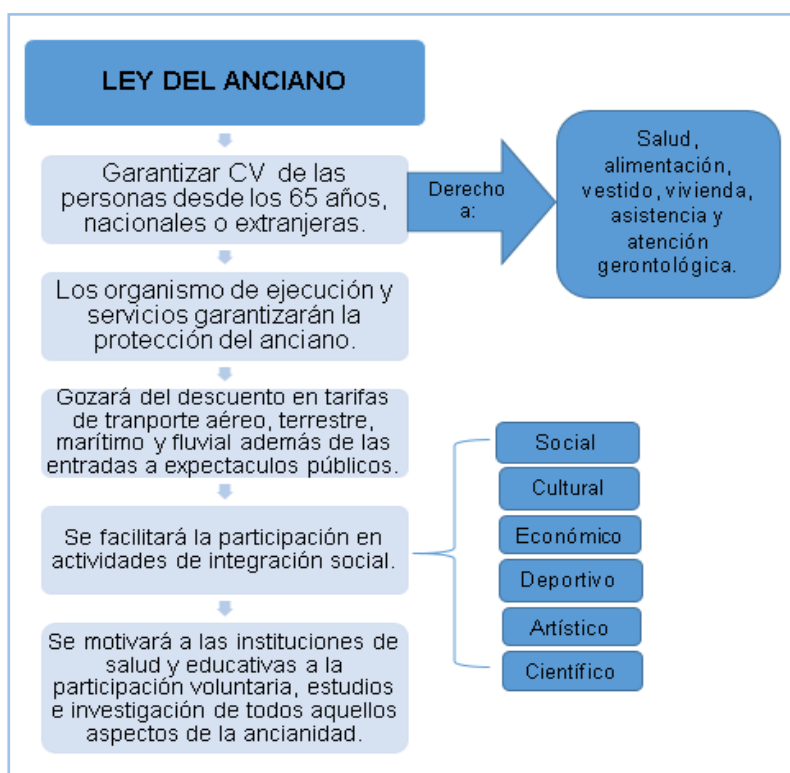 LEY DEL ANCIANO
Garantizar CV de las
personas desde los 65 años,
nacionales o extranjeras.
Derecho
a:
Salud,
alimentación,
vestido, vivienda,
asistencia y
atención
gerontológica.
Los organismo de ejecución y
servicios garantizarán la
protección del anciano.
Gozará del descuento en tarifas
de tranporte aéreo, terrestre,
marítimo y fluvial además de las
entradas a expectaculos públicos.
Se facilitará la participación en
actividades de integración social.
Social
Cultural
Económico
Deportivo
Artístico
Científico
Se motivará a las instituciones de
salud y educativas a la
participación voluntaria, estudios
e investigación de todos aquellos
aspectos de la ancianidad.